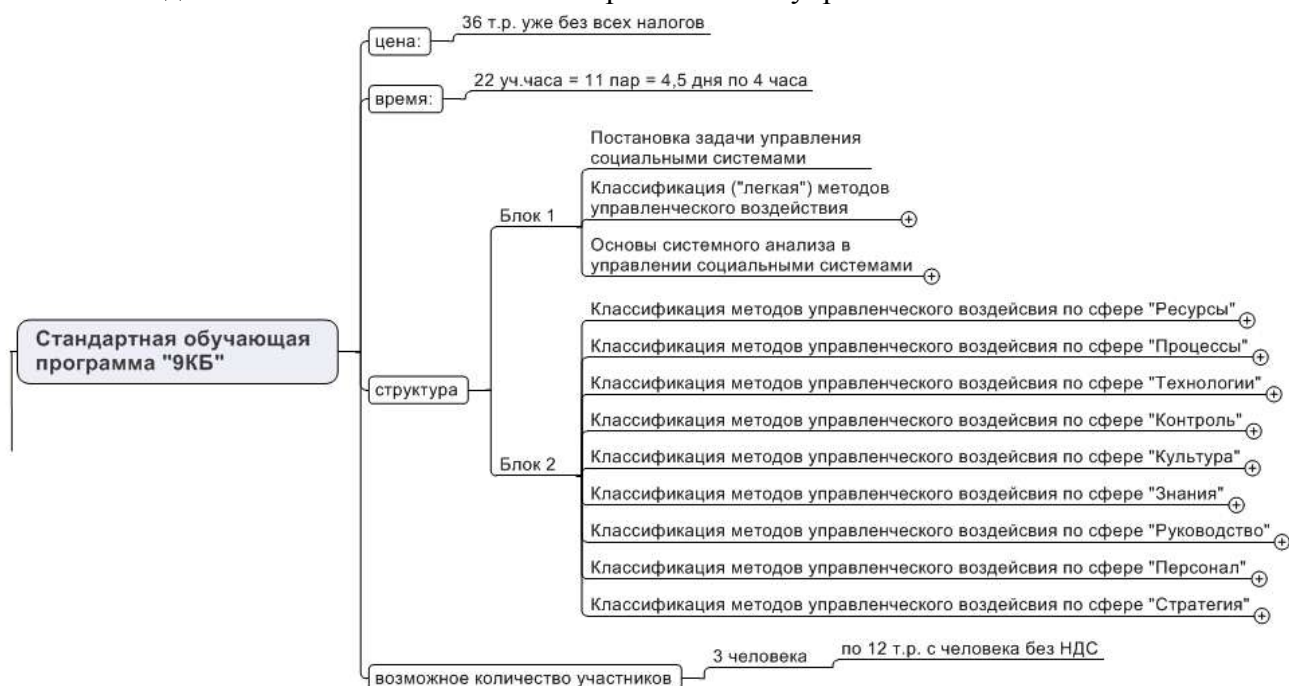 36 т.р. уже без всех налогов
цена:
22 уч.часа = 11 пар = 4,5 дня по 4 часа
время:
Постановка задачи управления
социальными системами
Классификация ("легкая") методов
управленческого воздействия
Блок 1
Основы системного анализа в
управлении социальными системами
Стандартная обучающая
программа "9КБ"
структура
Классификация методов управленческого воздейсвия по сфере "Ресурсы"
Классификация методов управленческого воздейсвия по сфере "Процессы"
Классификация методов управленческого воздейсвия по сфере "Технологии"
Классификация методов управленческого воздейсвия по сфере "Контроль"
Блок 2
Классификация методов управленческого воздейсвия по сфере "Культура"
Классификация методов управленческого воздейсвия по сфере "Знания"
Классификация методов управленческого воздейсвия по сфере "Руководство"
Классификация методов управленческого воздейсвия по сфере "Персонал"
Классификация методов управленческого воздейсвия по сфере "Стратегия"
возможное количество участников
3 человека
по 12 т.р. с человека без НДС